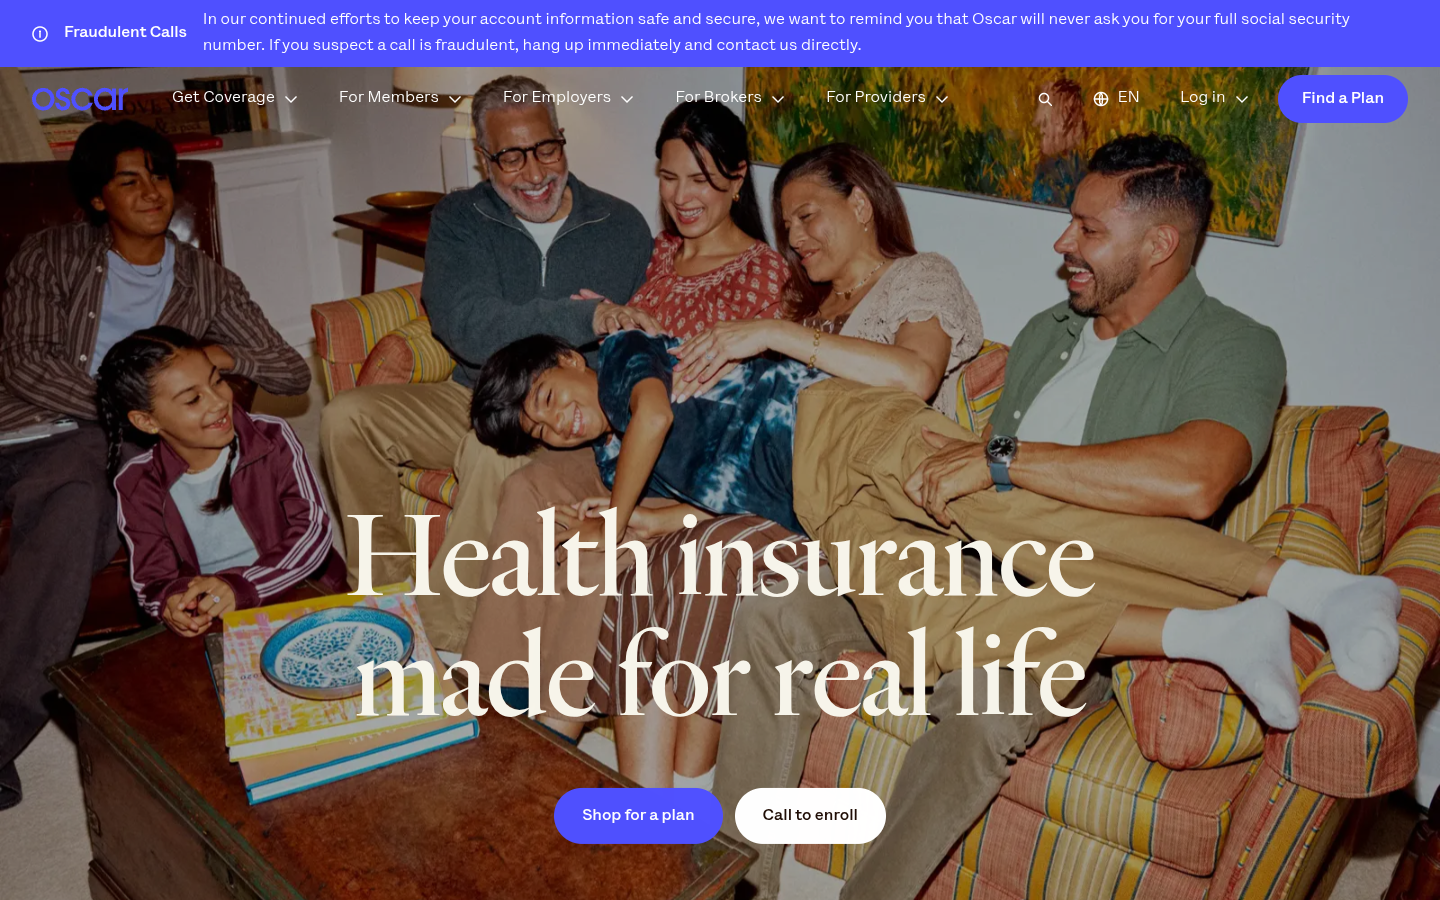 Fraudulent Calls
In our continued efforts to keep your account information safe and secure, we want to remind you that Oscar will never ask you for your full social security
number. If you suspect a call is fraudulent, hang up immediately and contact us directly.
oscar
Get Coverage
For Members
For Employers
For Brokers
For Providers
EN
Log in
Find a Plan
Health insurance
made for real life
Shop for a plan
Call to enroll